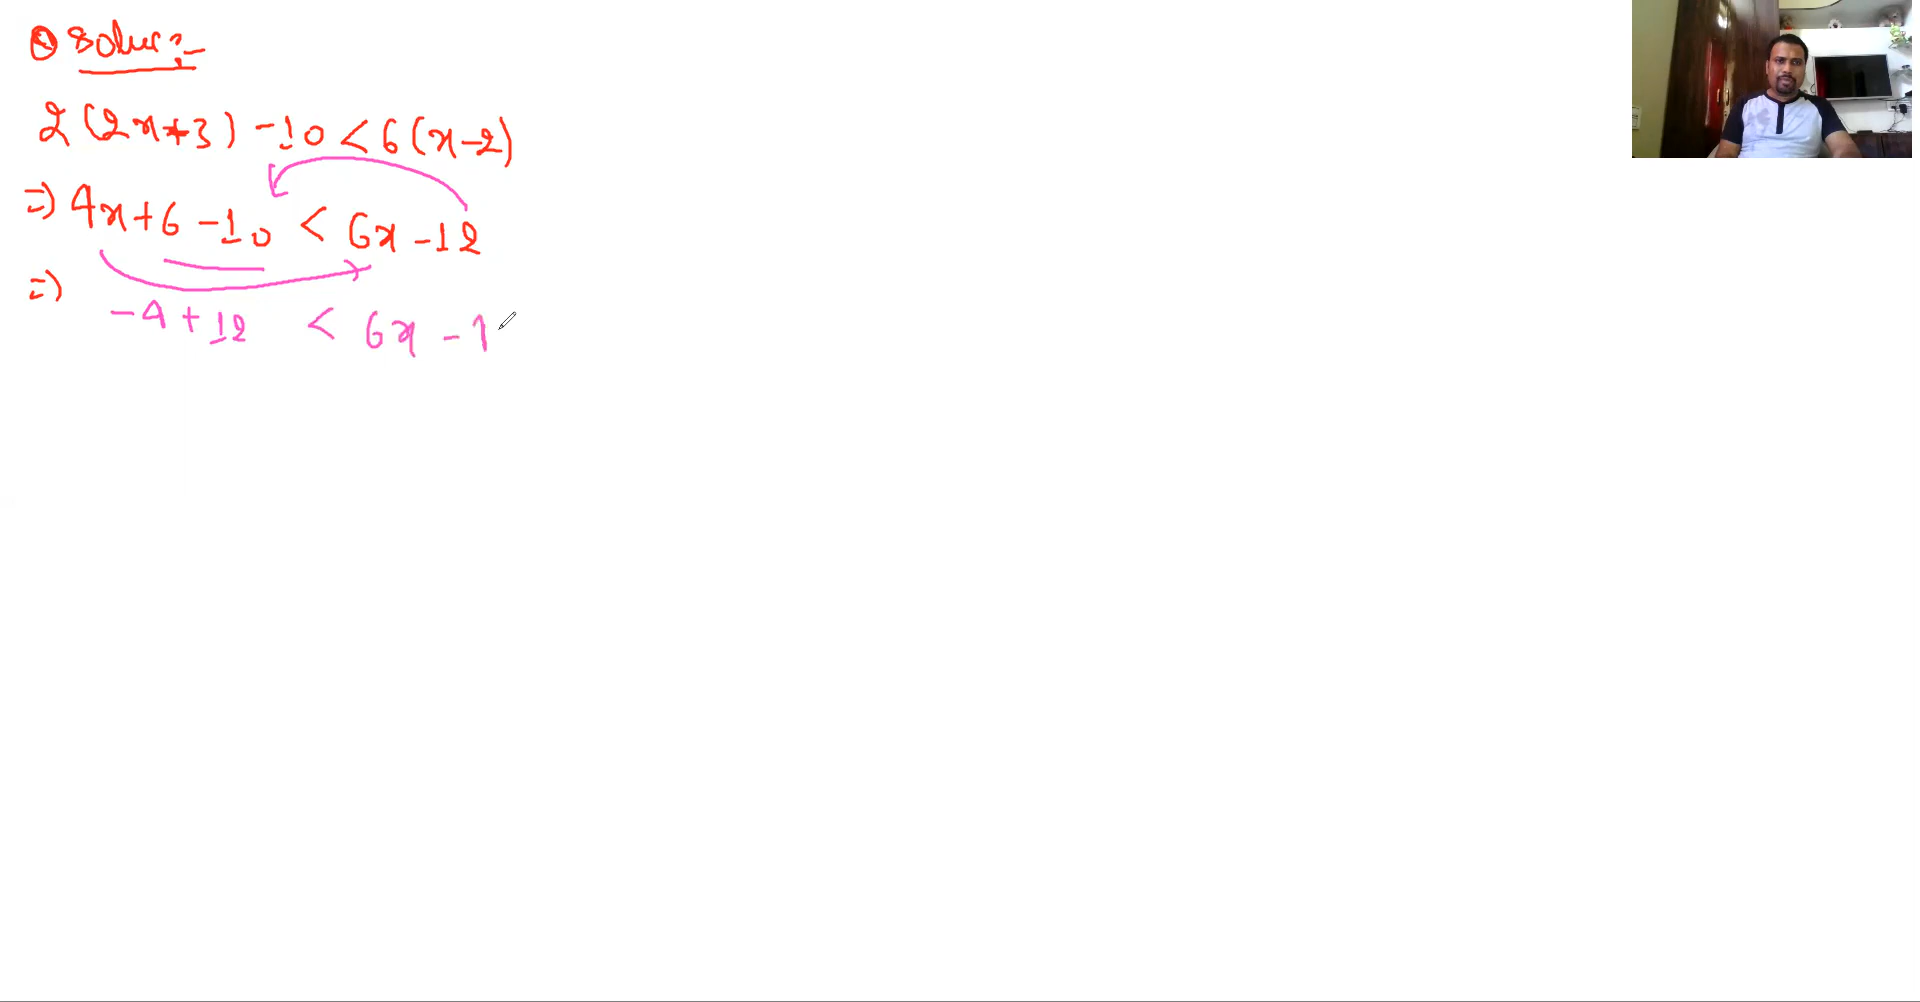 Solve :-
2(2x+3) -10 < 6(x-2)
=) 4x+6 -10 < 6x -12
=) -4 + 12 < 6x - 1